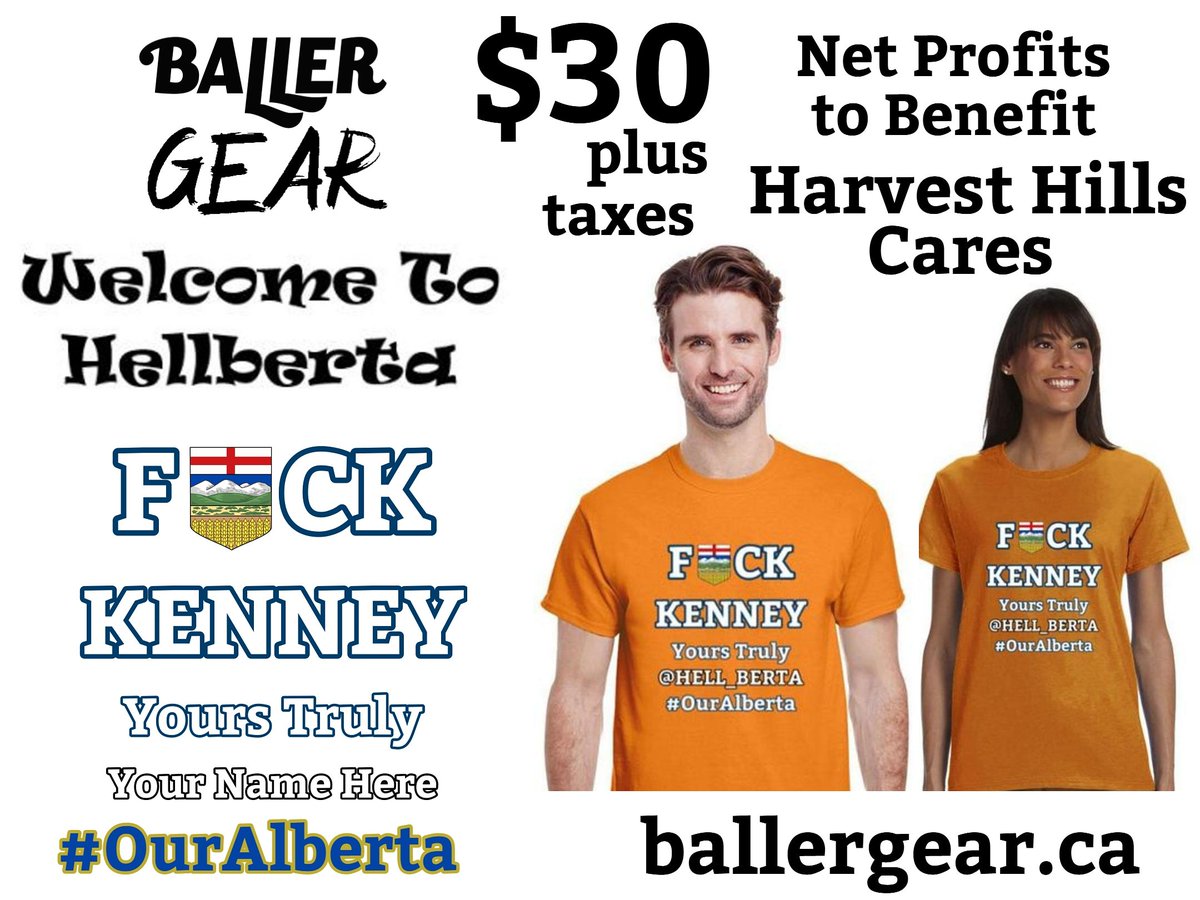 BALLER
GEAR
$30
plus
taxes
Net Profits
to Benefit
Harvest Hills
Cares
Welcome To
Hellberta
F CK
KENNEY
Yours Truly
Your Name Here
#OurAlberta
F CK
KENNEY
Yours Truly
@HELL_BERTA
#OurAlberta
F CK
KENNEY
Yours Truly
@HELL_BERTA
#OurAlberta
ballergear.ca